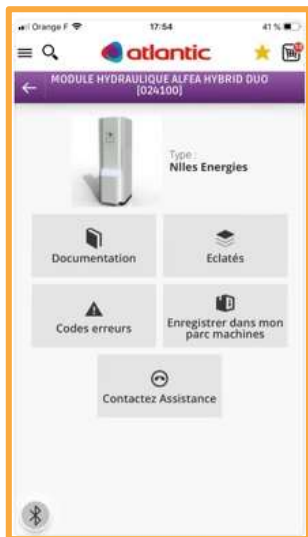 Orange F 17:54 41 %
atlantic
MODULE HYDRAULIQUE ALFEA HYBRID DUO
[024100]
Type :
Nlles Energies
Documentation
Eclatés
Codes erreurs
Enregistrer dans mon
parc machines
Contactez Assistance